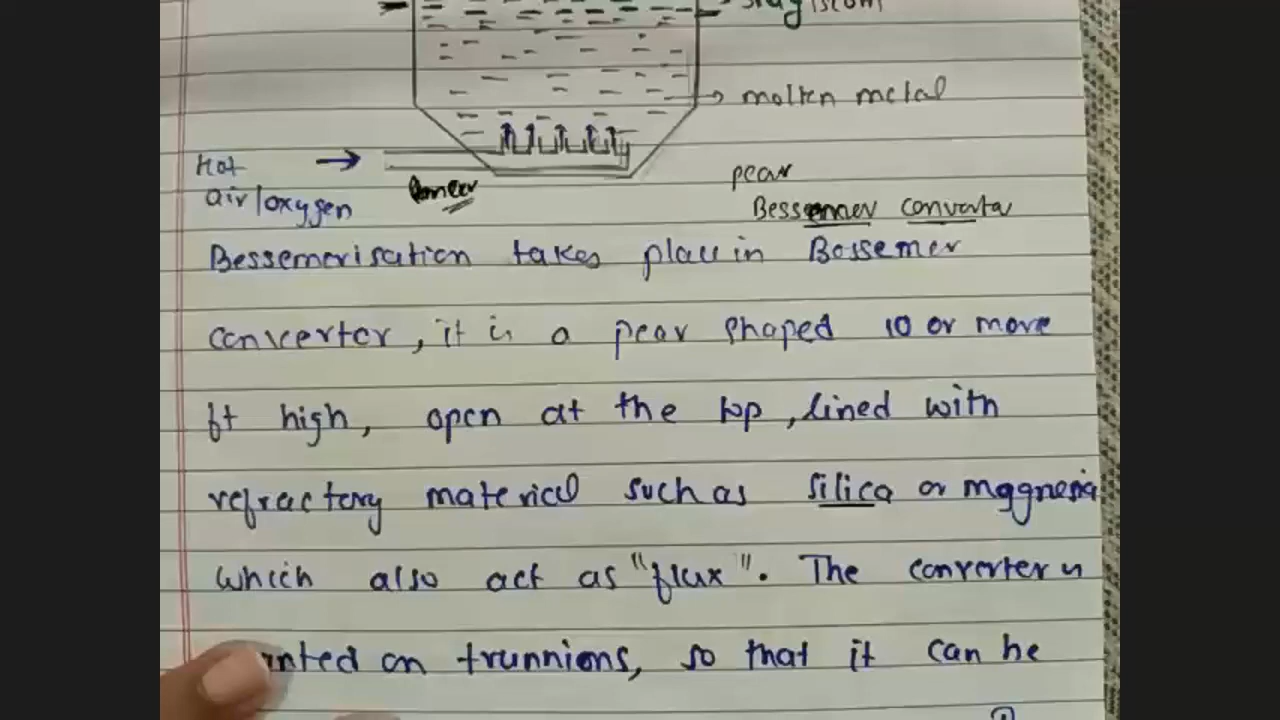 molten metal
Hot
air/oxygen
pear
Bessemer converter
Bessemerisation takes place in Bessemer
convertor, it is a pear shaped 10 or more
ft high, open at the top, lined with
refractory material such as silica or magnesia
which also act as "flux". The converter is
on trunnions, so that it can be